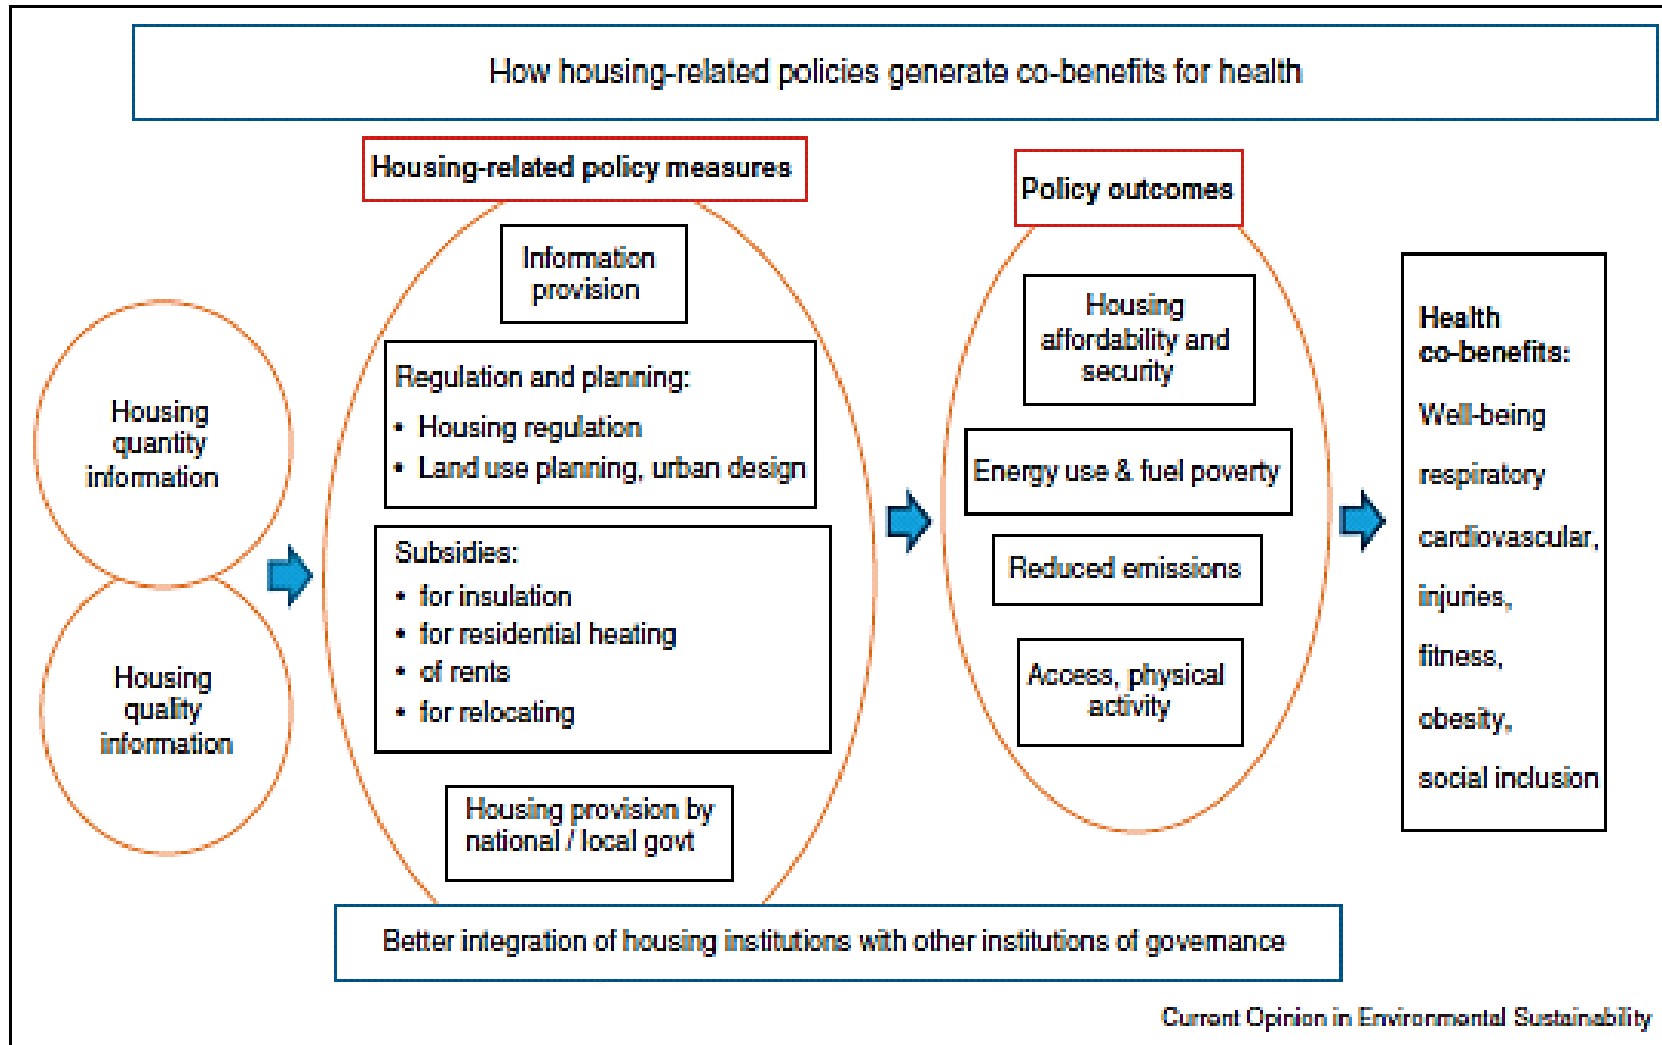 How housing-related policies generate co-benefits for health
Housing-related policy measures
Policy outcomes
Housing
quantity
information
Housing
quality
information
Information
provision
Regulation and planning:
• Housing regulation
• Land use planning, urban design
Subsidies:
• for insulation
• for residential heating
• of rents
• for relocating
Housing provision by
national / local govt
Housing
affordability and
security
Energy use & fuel poverty
Reduced emissions
Access, physical
activity
Health
co-benefits:
Well-being
respiratory
cardiovascular,
injuries,
fitness,
obesity,
social inclusion
Better integration of housing institutions with other institutions of governance
Current Opinion in Environmental Sustainability